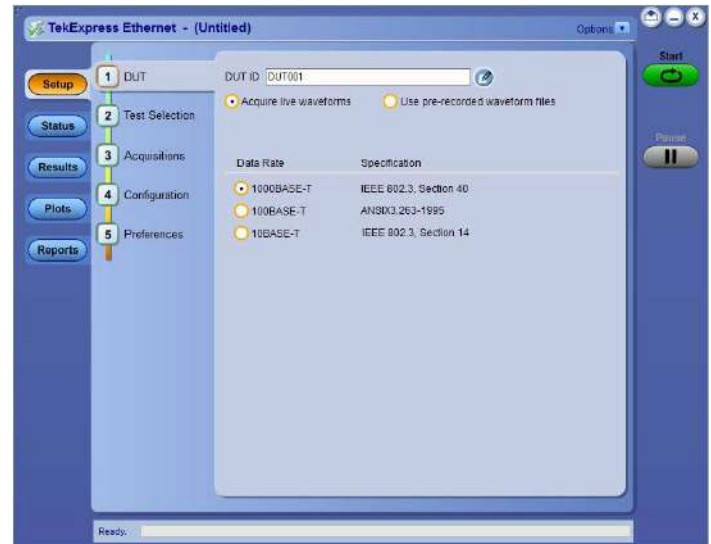 TekExpress Ethernet - (Untitled)
Options
Start
Setup
Status
Results
Plots
Reports
1 DUT
2 Test Selection
3 Acquisitions
4 Configuration
5 Preferences
DUT ID DUT001
Acquire live waveforms
Use pre-recorded waveform files
Data Rate Specification
1000BASE-T IEEE 802.3, Section 40
100BASE-T ANSIX3.263-1995
10BASE-T IEEE 802.3, Section 14
Pause
Ready.